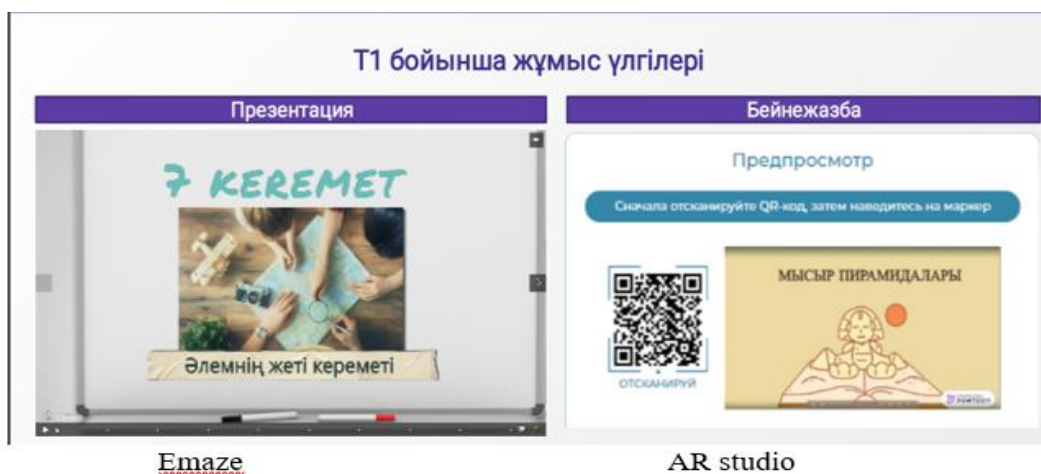 Т1 бойынша жұмыс үлгілері
Презентация
7 KEREMET
Әлемнің жеті кереметі
Бейнежазба
Предпросмотр
Сначала отсканируйте QR-код, затем наведитесь на маркер
МЫСЫР ПИРАМИДАЛАРЫ
ОТСКАНИРУЙ
POWTOON
Emaze
AR studio